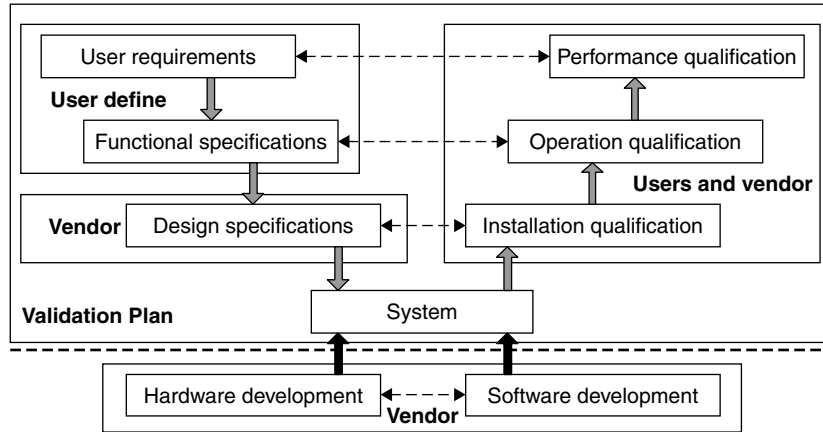 User requirements
Performance qualification
User define
Functional specifications
Operation qualification
Users and vendor
Vendor
Design specifications
Installation qualification
System
Validation Plan
Hardware development
Software development
Vendor